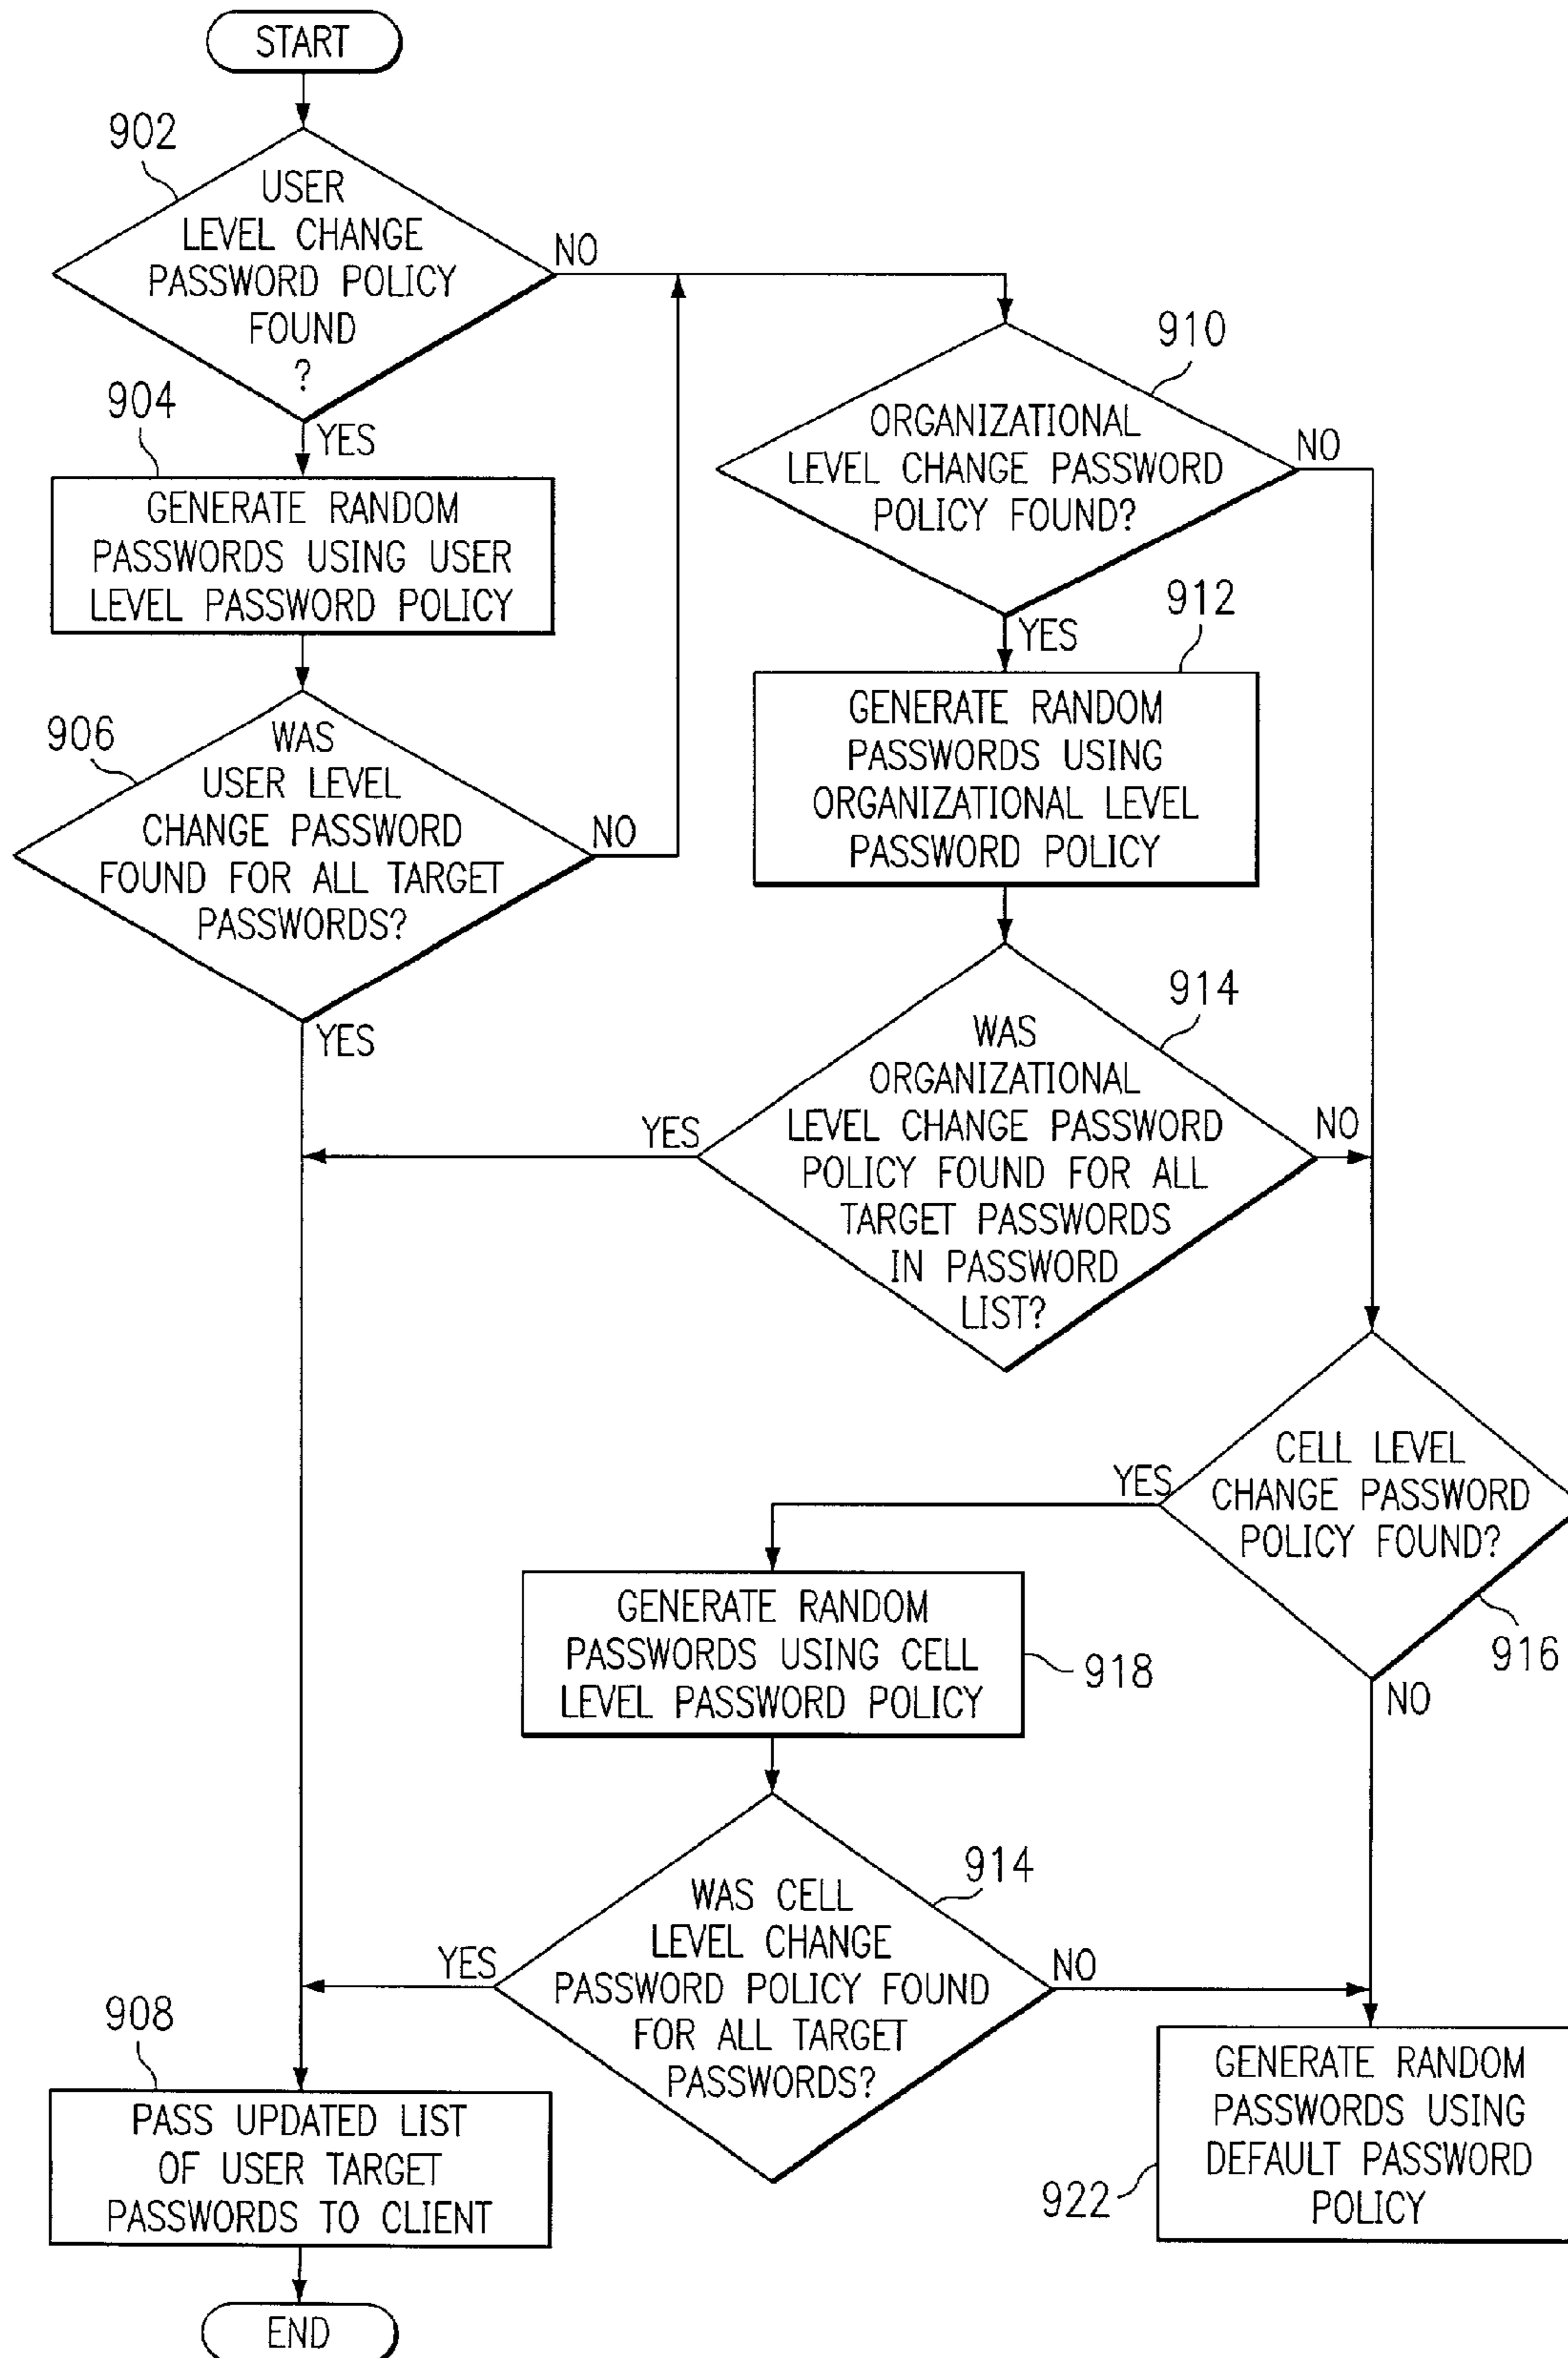 START
902
USER
LEVEL CHANGE
PASSWORD POLICY
FOUND
?
NO
YES
904
GENERATE RANDOM
PASSWORDS USING USER
LEVEL PASSWORD POLICY
906
WAS
USER LEVEL
CHANGE PASSWORD
FOUND FOR ALL TARGET
PASSWORDS?
NO
YES
910
ORGANIZATIONAL
LEVEL CHANGE PASSWORD
POLICY FOUND?
NO
YES
912
GENERATE RANDOM
PASSWORDS USING
ORGANIZATIONAL LEVEL
PASSWORD POLICY
914
WAS
ORGANIZATIONAL
LEVEL CHANGE PASSWORD
POLICY FOUND FOR ALL
TARGET PASSWORDS
IN PASSWORD
LIST?
YES
NO
CELL LEVEL
CHANGE PASSWORD
POLICY FOUND?
916
YES
NO
GENERATE RANDOM
PASSWORDS USING CELL
LEVEL PASSWORD POLICY
918
914
WAS CELL
LEVEL CHANGE
PASSWORD POLICY FOUND
FOR ALL TARGET
PASSWORDS?
YES
NO
908
PASS UPDATED LIST
OF USER TARGET
PASSWORDS TO CLIENT
GENERATE RANDOM
PASSWORDS USING
DEFAULT PASSWORD
POLICY
922
END